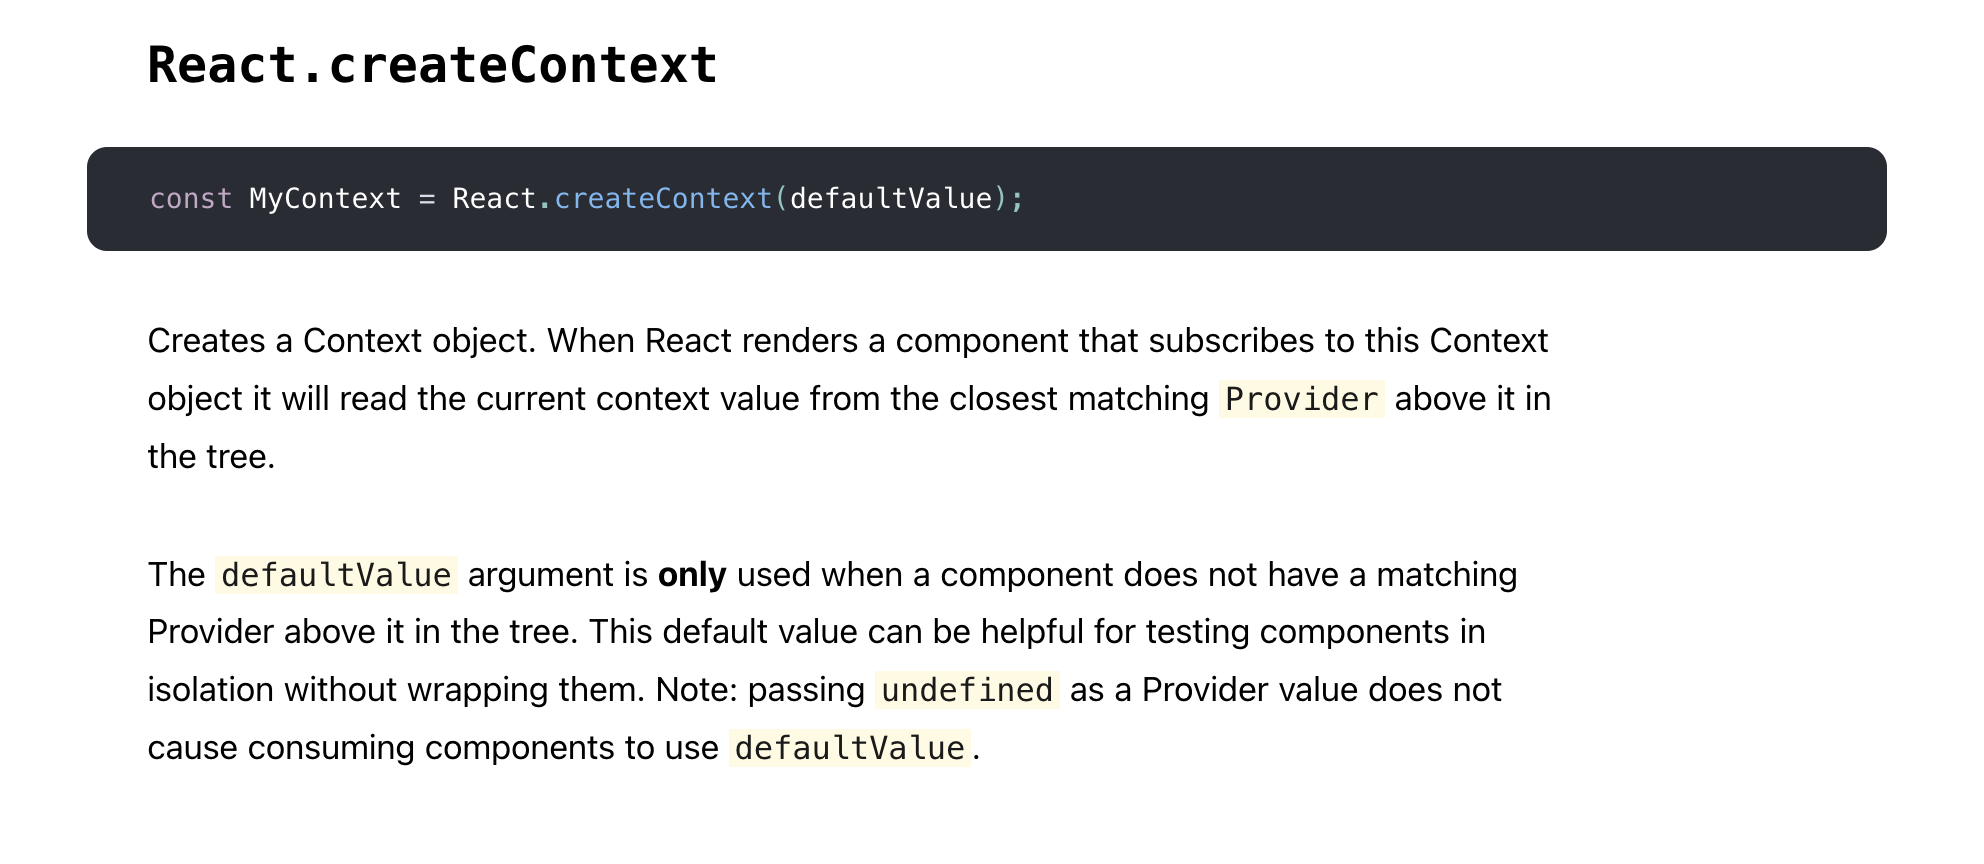 React.createContext
const MyContext = React.createContext(defaultValue);
Creates a Context object. When React renders a component that subscribes to this Context
object it will read the current context value from the closest matching Provider above it in
the tree.
The defaultValue argument is only used when a component does not have a matching
Provider above it in the tree. This default value can be helpful for testing components in
isolation without wrapping them. Note: passing undefined as a Provider value does not
cause consuming components to use defaultValue.